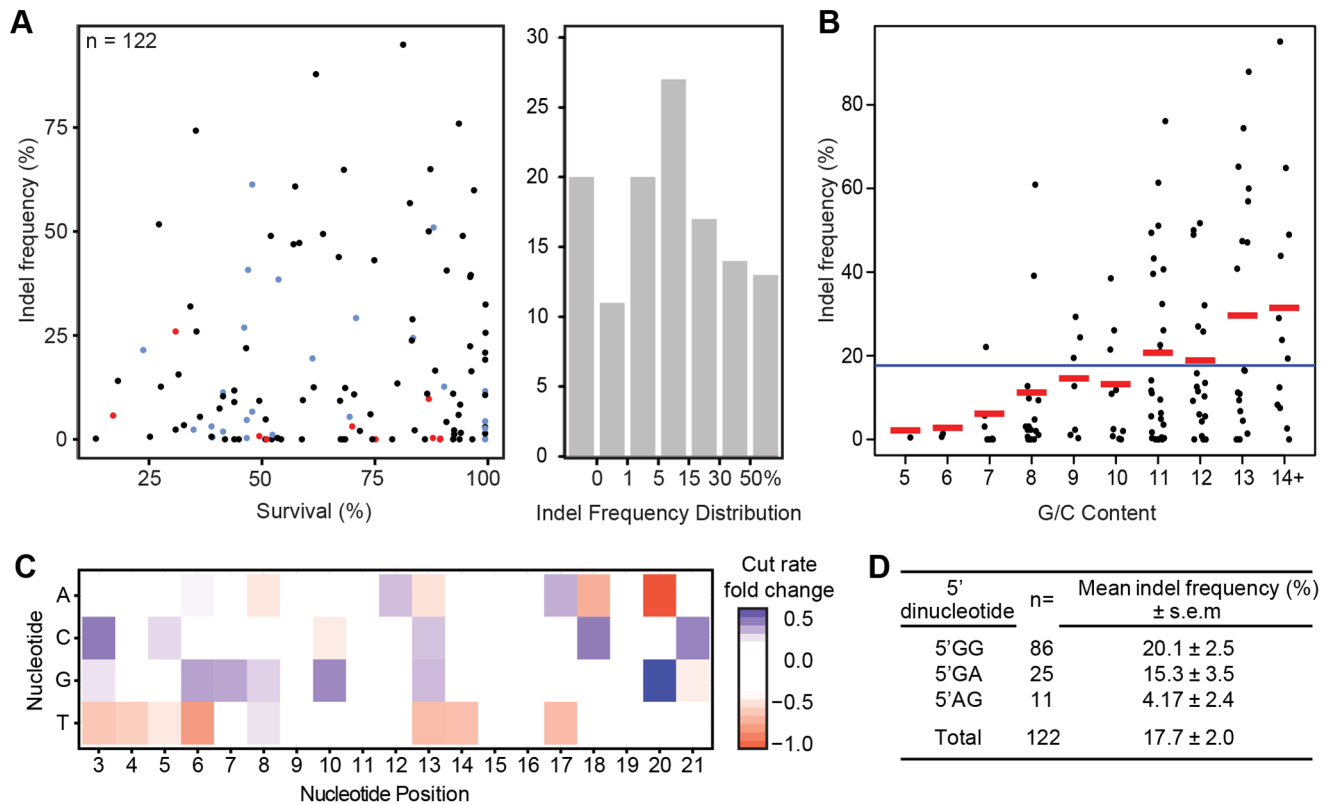 A
n = 122
Indel frequency (%)
75
50
25
0
25
50
75
100
Survival (%)
30
25
20
15
10
5
0
0
1
5
15
30
50%
Indel Frequency Distribution
B
Indel frequency (%)
80
60
40
20
0
5
6
7
8
9
10
11
12
13
14+
G/C Content
C
Nucleotide
A
C
G
T
3
4
5
6
7
8
9
10
11
12
13
14
15
16
17
18
19
20
21
Nucleotide Position
Cut rate
fold change
0.5
0.0
−0.5
−1.0
D
5’
dinucleotide
n=
Mean indel frequency (%)
± s.e.m
5’GG 86 20.1 ± 2.5
5’GA 25 15.3 ± 3.5
5’AG 11 4.17 ± 2.4
Total 122 17.7 ± 2.0